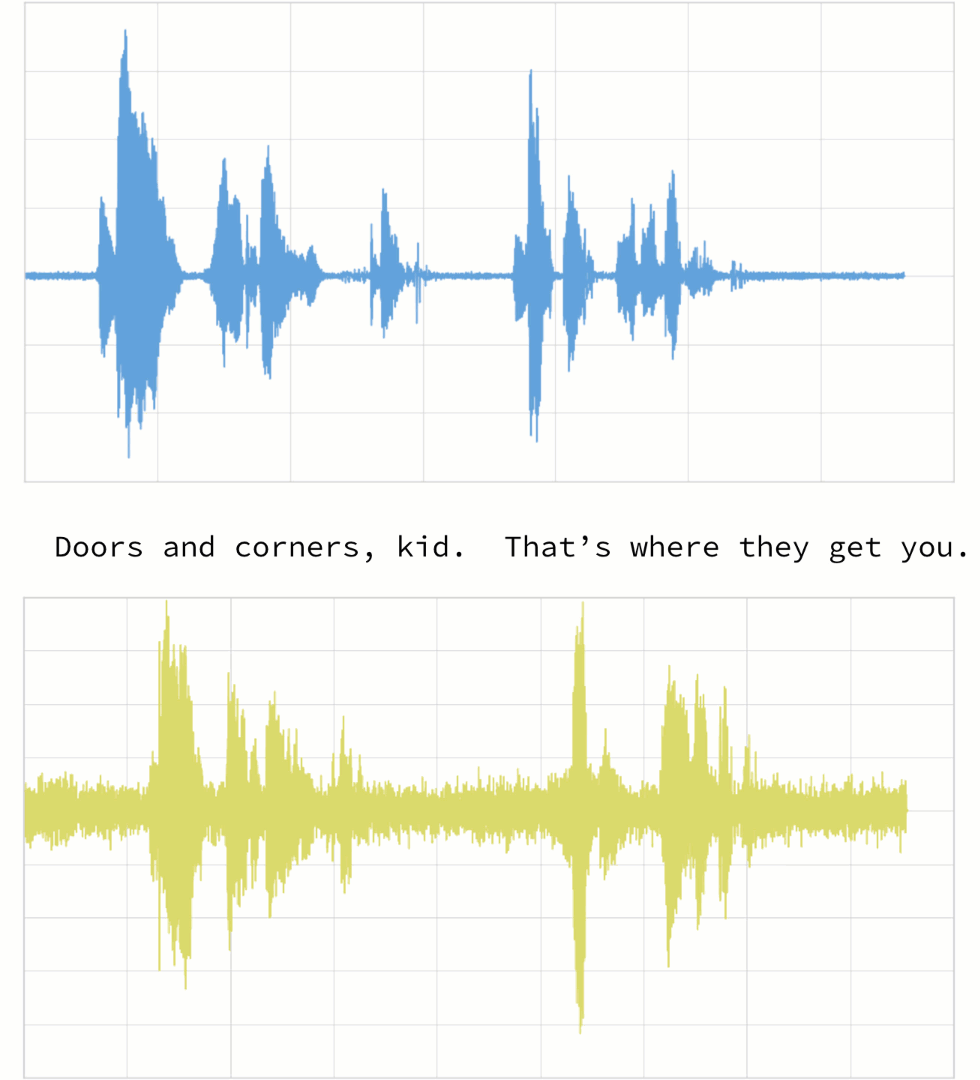 Doors and corners, kid.  That’s where they get you.